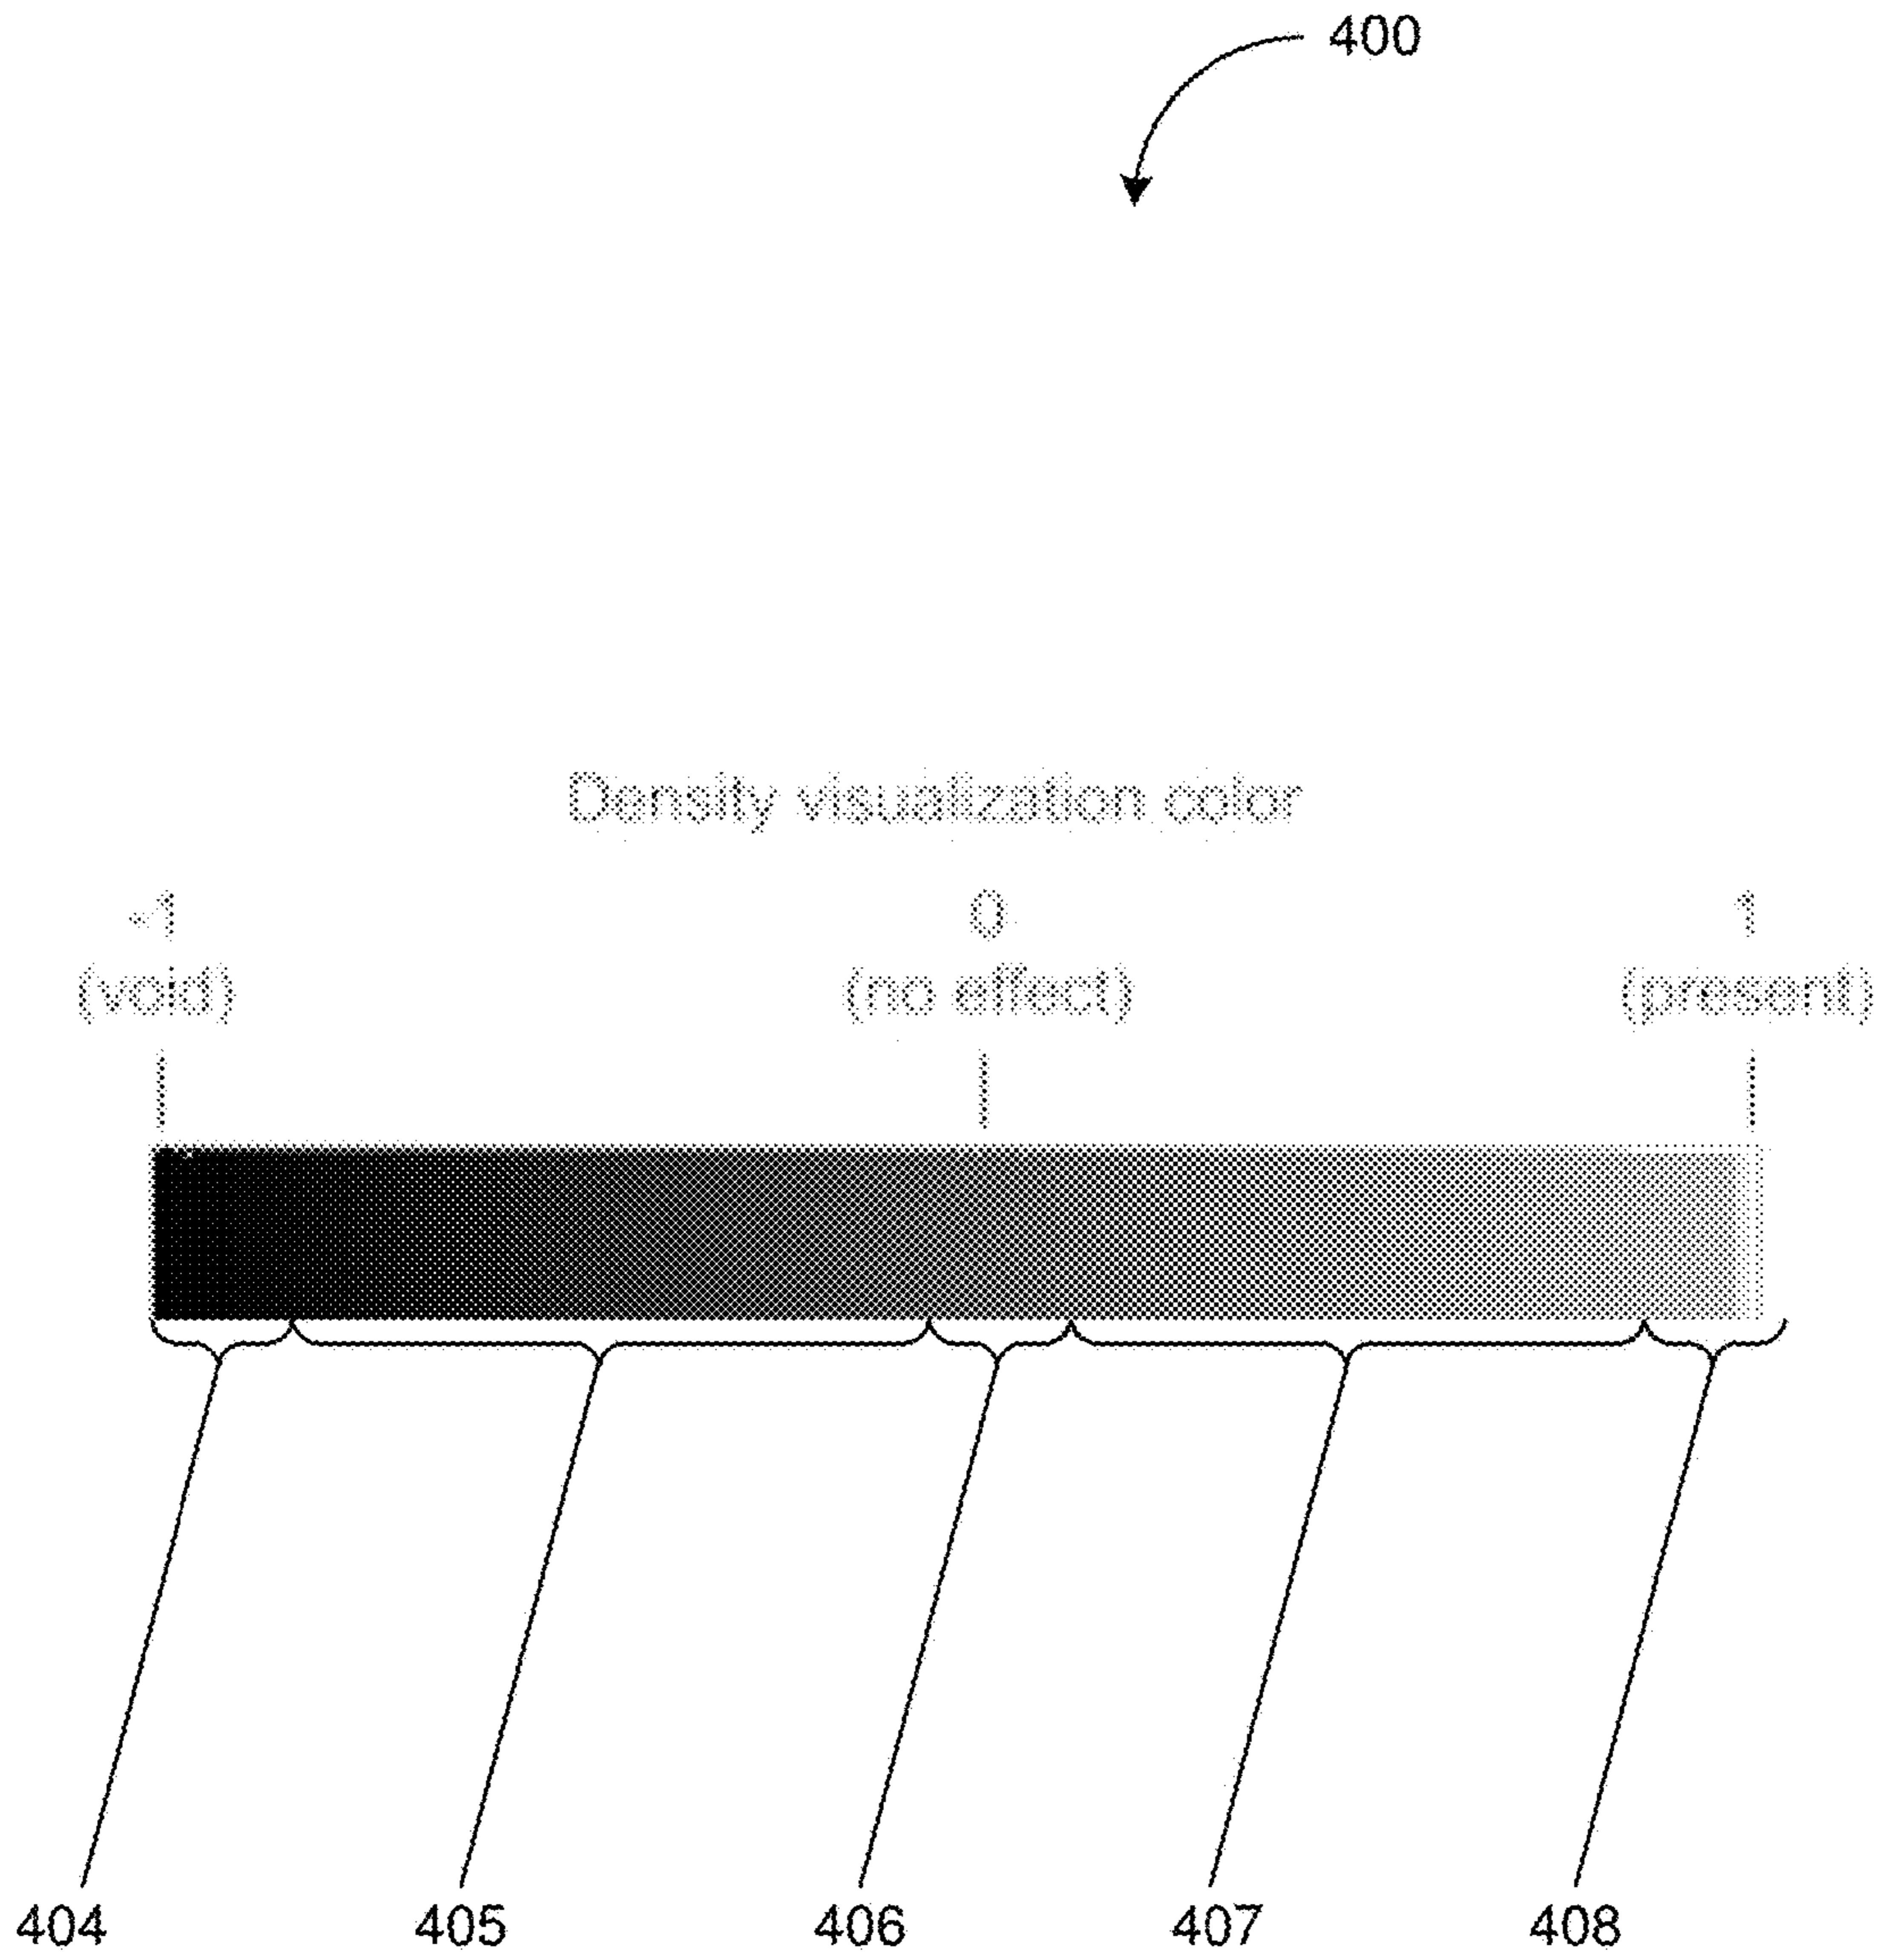 400
Density visualization color
-1 0 1
(void) (no effect) (present)
404 405 406 407 408